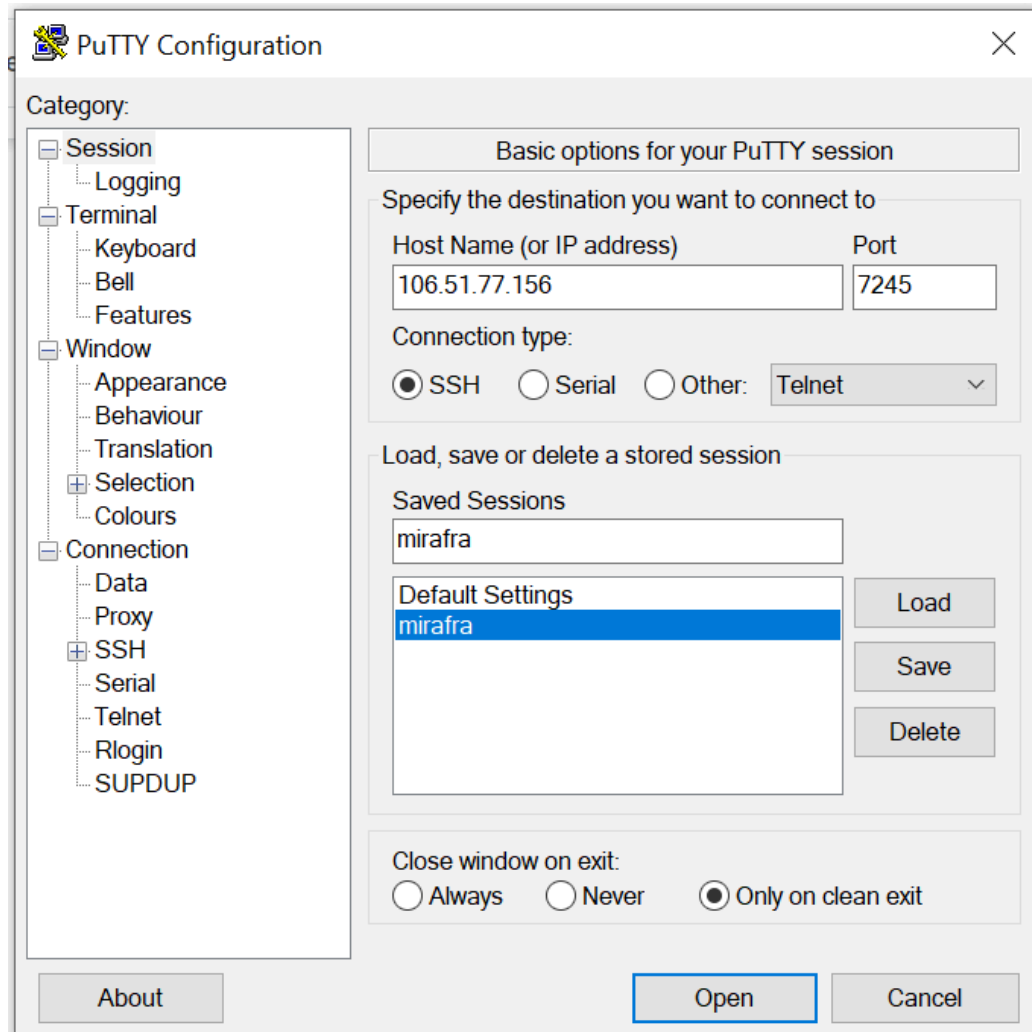 PuTTY Configuration
Category:
Session
Logging
Terminal
Keyboard
Bell
Features
Window
Appearance
Behaviour
Translation
Selection
Colours
Connection
Data
Proxy
SSH
Serial
Telnet
Rlogin
SUPDUP
Basic options for your PuTTY session
Specify the destination you want to connect to
Host Name (or IP address) Port
106.51.77.156 7245
Connection type:
SSH Serial Other: Telnet
Load, save or delete a stored session
Saved Sessions
mirafra
Default Settings
mirafra
Load
Save
Delete
Close window on exit:
Always Never Only on clean exit
About Open Cancel